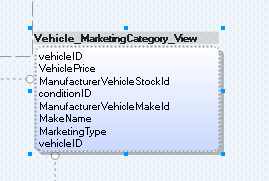 Vehicle_MarketingCategory_View
vehicleID
VehiclePrice
ManufacturerVehicleStockId
conditionID
ManufacturerVehicleMakeId
MakeName
MarketingType
vehicleID